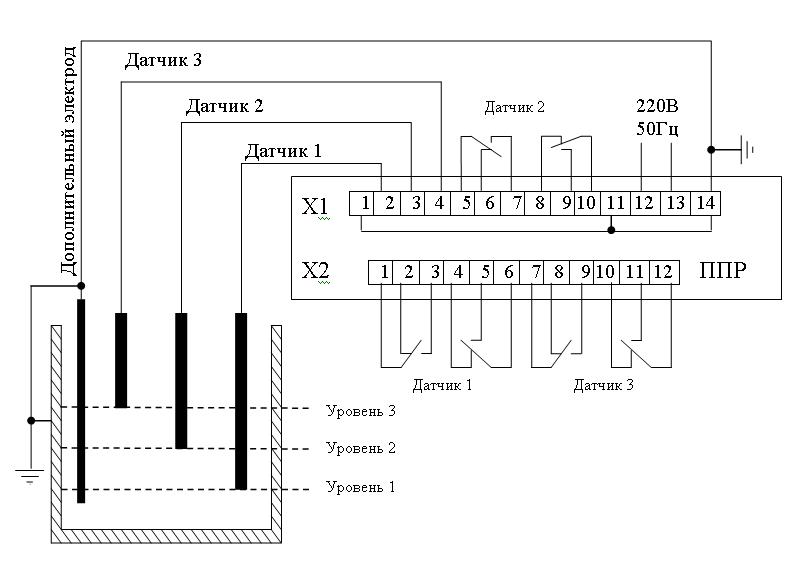 Дополнительный электрод
Датчик 3
Датчик 2
Датчик 1
Датчик 2
220В
50Гц
X1
1 2 3 4 5 6 7 8 9 10 11 12 13 14
X2
1 2 3 4 5 6 7 8 9 10 11 12
ППР
Датчик 1
Датчик 3
Уровень 3
Уровень 2
Уровень 1